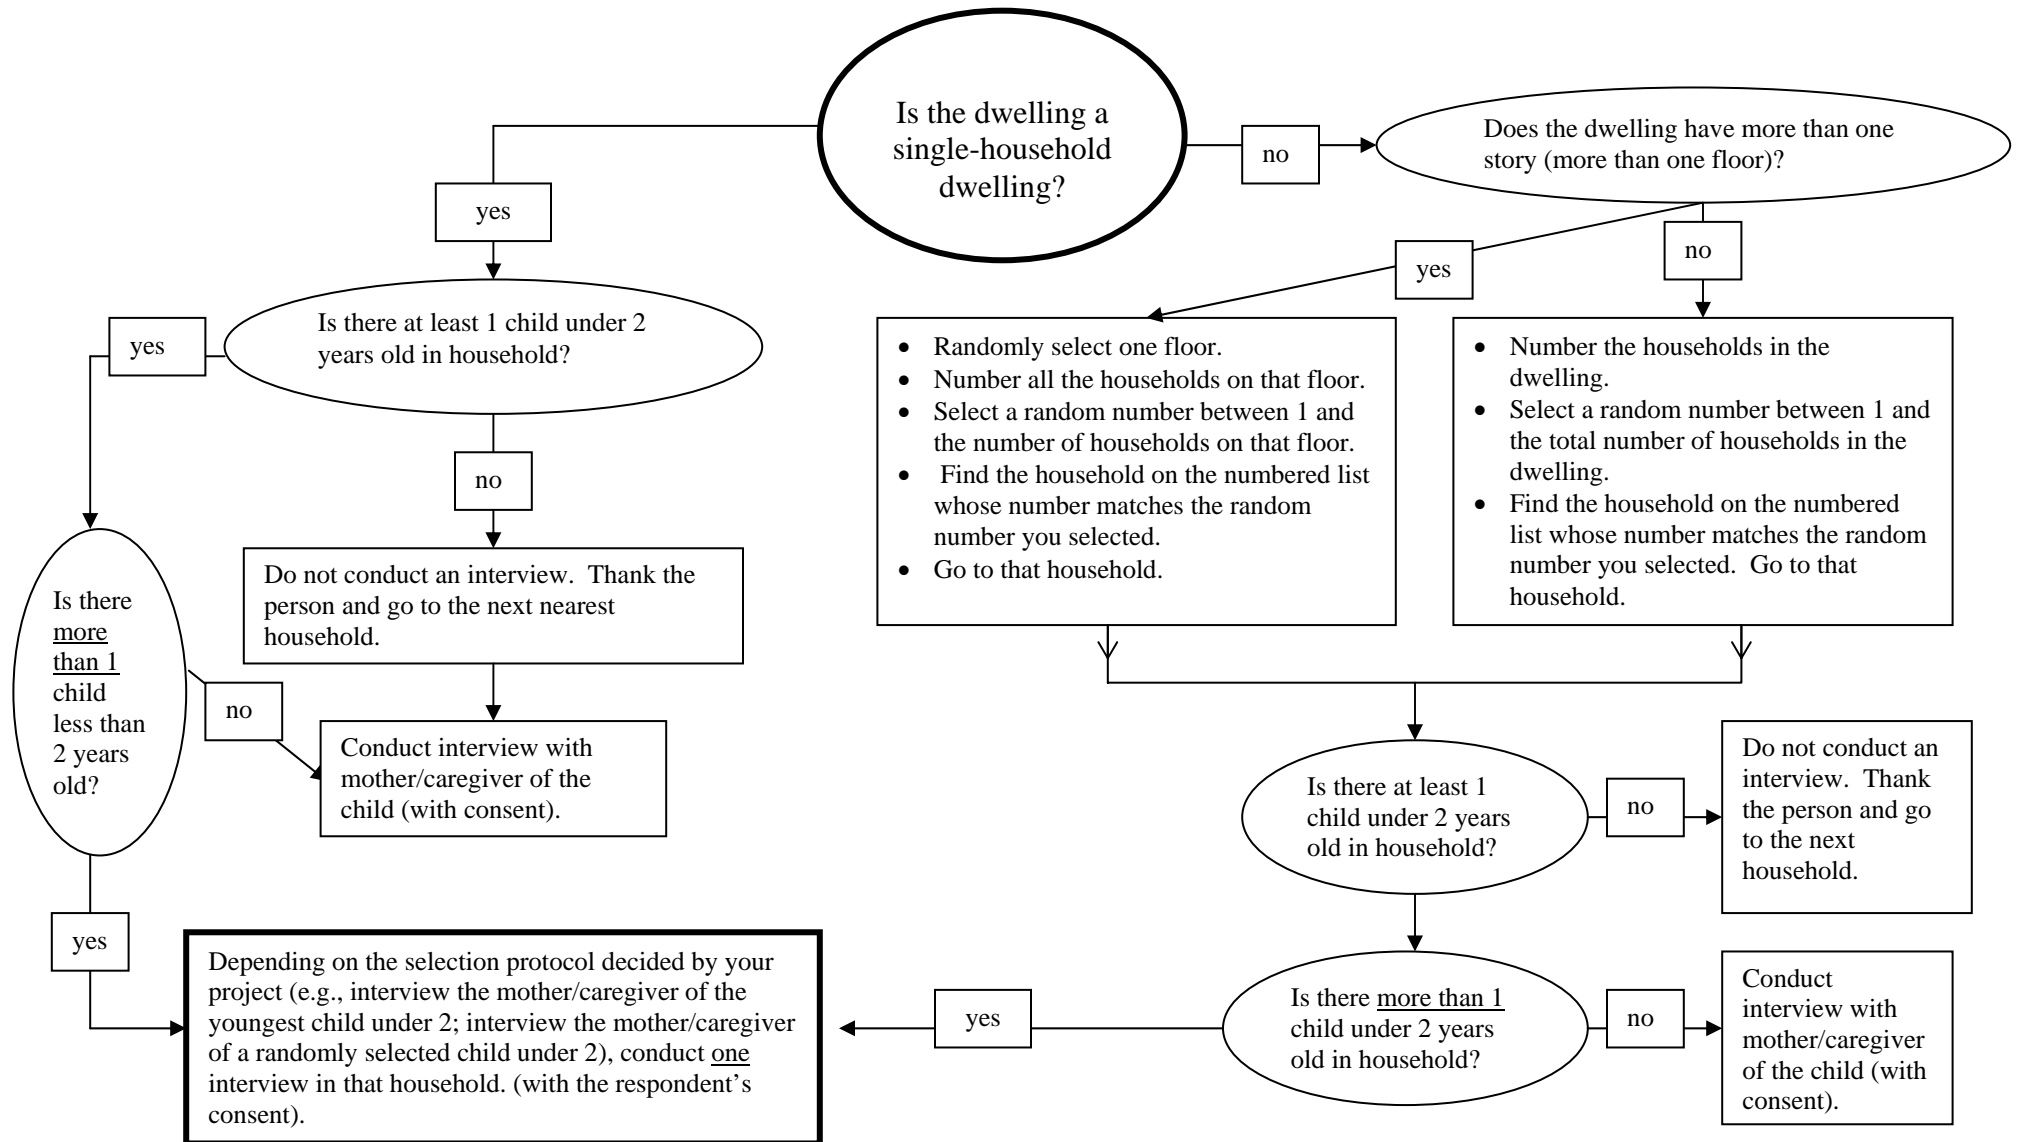 Is the dwelling a
single-household
dwelling?
no
Does the dwelling have more than one
story (more than one floor)?
yes
no
yes
Is there at least 1 child under 2
years old in household?
yes
no
• Randomly select one floor.
• Number all the households on that floor.
• Select a random number between 1 and
the number of households on that floor.
• Find the household on the numbered list
whose number matches the random
number you selected.
• Go to that household.
• Number the households in the
dwelling.
• Select a random number between 1 and
the total number of households in the
dwelling.
• Find the household on the numbered
list whose number matches the random
number you selected. Go to that
household.
Do not conduct an interview. Thank the
person and go to the next nearest
household.
Is there
more
than 1
child
less than
2 years
old?
no
Conduct interview with
mother/caregiver of the
child (with consent).
Is there at least 1
child under 2 years
old in household?
no
Do not conduct an
interview. Thank
the person and go
to the next
household.
yes
Depending on the selection protocol decided by your
project (e.g., interview the mother/caregiver of the
youngest child under 2; interview the mother/caregiver
of a randomly selected child under 2), conduct one
interview in that household. (with the respondent’s
consent).
yes
Is there more than 1
child under 2 years
old in household?
no
Conduct
interview with
mother/caregiver
of the child (with
consent).